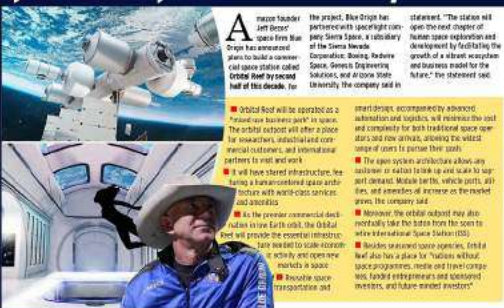 Amazon founder
Jeff Bezos'
space firm Blue
Origin has announced
plans to build a commer-
cial space station called
Orbital Reef by second
half of this decade. For
the project, Blue Origin has
partnered with spaceflight com-
pany Sierra Space, a subsidiary
of the Sierra Nevada
Corporation; Boeing, Redwire
Space, Genesis Engineering
Solutions, and Arizona State
University, the company said in
statement. "The station will
open the next chapter of
human space exploration and
development by facilitating the
growth of a vibrant ecosystem
and business model for the
future," the statement said.
Orbital Reef will be operated as a
"mixed use business park" in space.
The orbital outpost will offer a place
for researchers, industrial and com-
mercial customers, and international
partners to visit and work
It will have shared infrastructure, fea-
turing a human-centered space archi-
tecture with world-class services
and amenities
As the premier commercial desti-
nation in low Earth orbit, the Orbital
Reef will provide the essential infrastruc-
ture needed to scale econom-
ic activity and open new
markets in space
Reusable space
transportation and
smart design, accompanied by advanced
automation and logistics, will minimise the cost
and complexity for both traditional space oper-
ators and new arrivals, allowing the widest
range of users to pursue their goals
The open system architecture allows any
customer or nation to link up and scale to sup-
port demand. Module berths, vehicle ports, util-
ities, and amenities all increase as the market
grows, the company said
Moreover, the orbital outpost may also
eventually take the baton from the soon to
retire International Space Station (ISS)
Besides seasoned space agencies, Orbital
Reef also has a place for "nations without
space programmes, media and travel compa-
nies, funded entrepreneurs and sponsored
inventors, and future minded investors"